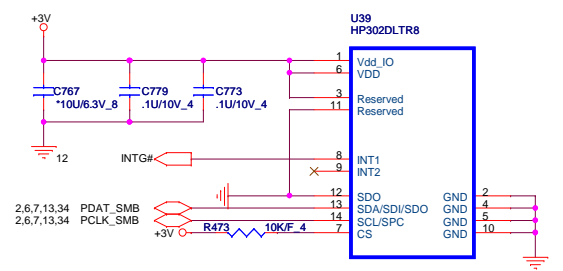 +3V
U39
HP302DLTR8
1 Vdd_IO
6 VDD
C767
*10U/6.3V_8
C779
.1U/10V_4
C773
.1U/10V_4
3 Reserved
11 Reserved
12
INTG#
8 INT1
9 INT2
12 SDO GND 2
2,6,7,13,34 PDAT_SMB 13 SDA/SDI/SDO GND 4
2,6,7,13,34 PCLK_SMB 14 SCL/SPC GND 5
+3V R473 10K/F_4 7 CS GND 10